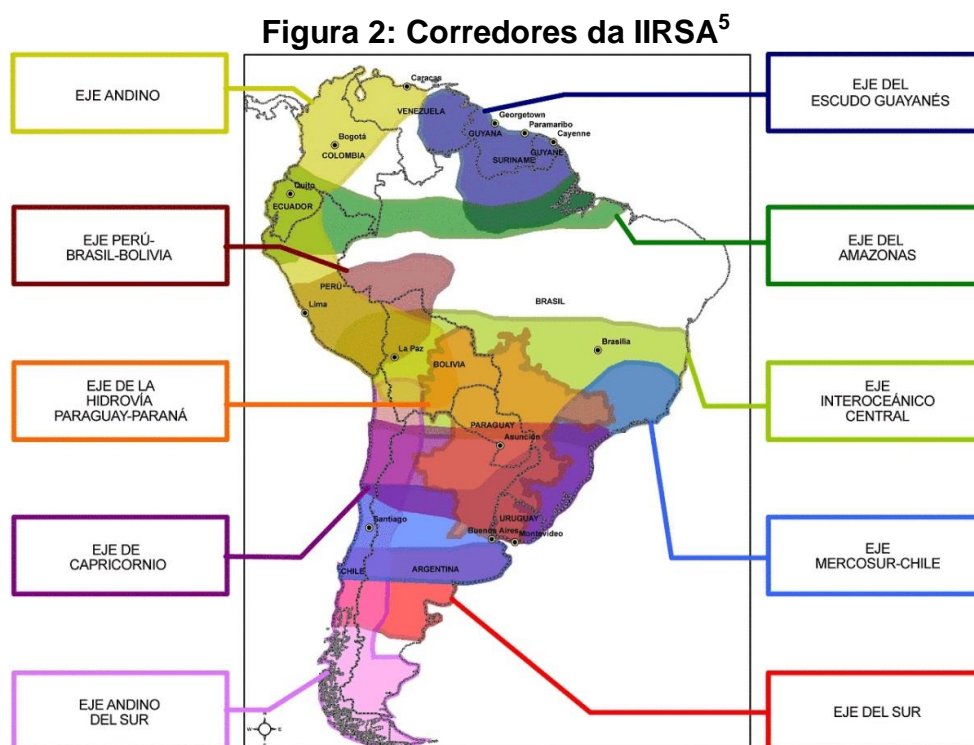 Figura 2: Corredores da IIRSA5
EJE ANDINO
EJE PERÚ-
BRASIL-BOLIVIA
EJE DE LA
HIDROVÍA
PARAGUAY-PARANÁ
EJE DE
CAPRICORNIO
EJE ANDINO
DEL SUR
Caracas
VENEZUELA
Georgetown
Paramaribo
GUYANA
Cayenne
Bogotá
COLOMBIA
GUYANE
SURINAME
Quito
ECUADOR
PERÚ
BRASIL
Lima
Brasilia
La Paz
BOLIVIA
PARAGUAY
Asunción
URUGUAY
Santiago
Buenos Aires
Montevideo
CHILE
ARGENTINA
N
W
E
S
EJE DEL
ESCUDO GUAYANÉS
EJE DEL
AMAZONAS
EJE
INTEROCEÁNICO
CENTRAL
EJE
MERCOSUR-CHILE
EJE DEL SUR